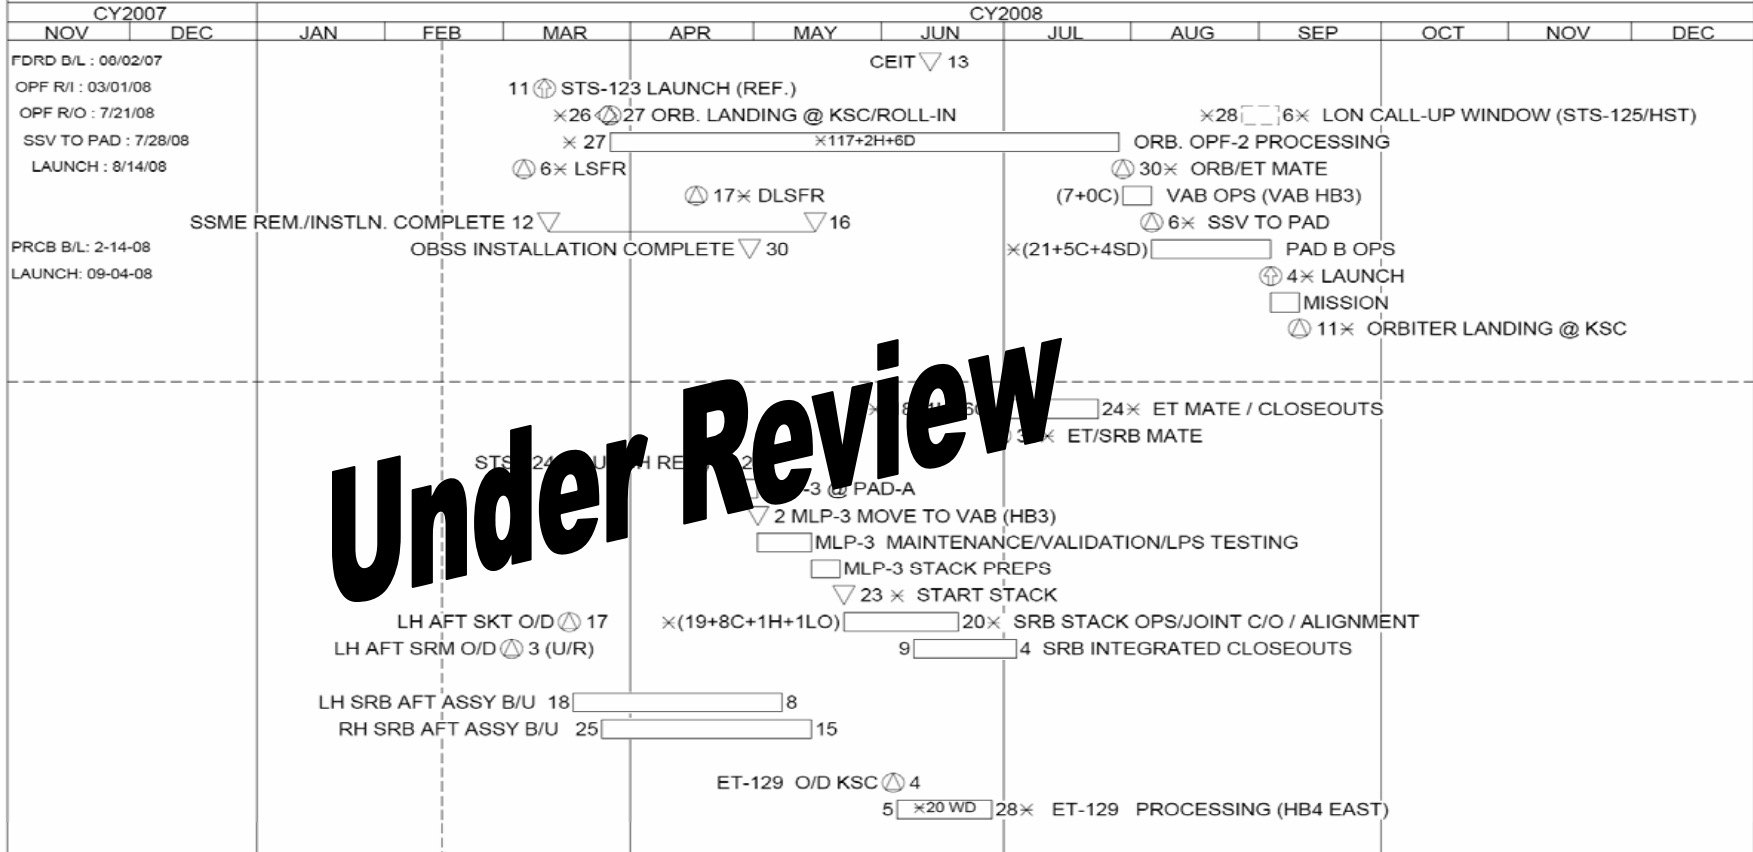 CY2007 CY2008
NOV DEC JAN FEB MAR APR MAY JUN JUL AUG SEP OCT NOV DEC
FDRD B/L : 08/02/07 CEIT 13
OPF R/I : 03/01/08 11 STS-123 LAUNCH (REF.)
OPF R/O : 7/21/08 ×26 27 ORB. LANDING @ KSC/ROLL-IN ×28 6× LON CALL-UP WINDOW (STS-125/HST)
SSV TO PAD : 7/28/08 × 27 ×117+2H+6D ORB. OPF-2 PROCESSING
LAUNCH : 8/14/08 6× LSFR 30× ORB/ET MATE
17× DLSFR (7+0C) VAB OPS (VAB HB3)
SSME REM./INSTLN. COMPLETE 12 16 6× SSV TO PAD
PRCB B/L: 2-14-08 OBSS INSTALLATION COMPLETE 30 ×(21+5C+4SD) PAD B OPS
LAUNCH: 09-04-08 4× LAUNCH
MISSION
11× ORBITER LANDING @ KSC
Under Review
24× ET MATE / CLOSEOUTS
ET/SRB MATE
@ PAD-A
2 MLP-3 MOVE TO VAB (HB3)
MLP-3 MAINTENANCE/VALIDATION/LPS TESTING
MLP-3 STACK PREPS
23 × START STACK
LH AFT SKT O/D 17 ×(19+8C+1H+1LO) 20× SRB STACK OPS/JOINT C/O / ALIGNMENT
LH AFT SRM O/D 3 (U/R) 9 4 SRB INTEGRATED CLOSEOUTS
LH SRB AFT ASSY B/U 18 8
RH SRB AFT ASSY B/U 25 15
ET-129 O/D KSC 4
5 ×20 WD 28× ET-129 PROCESSING (HB4 EAST)